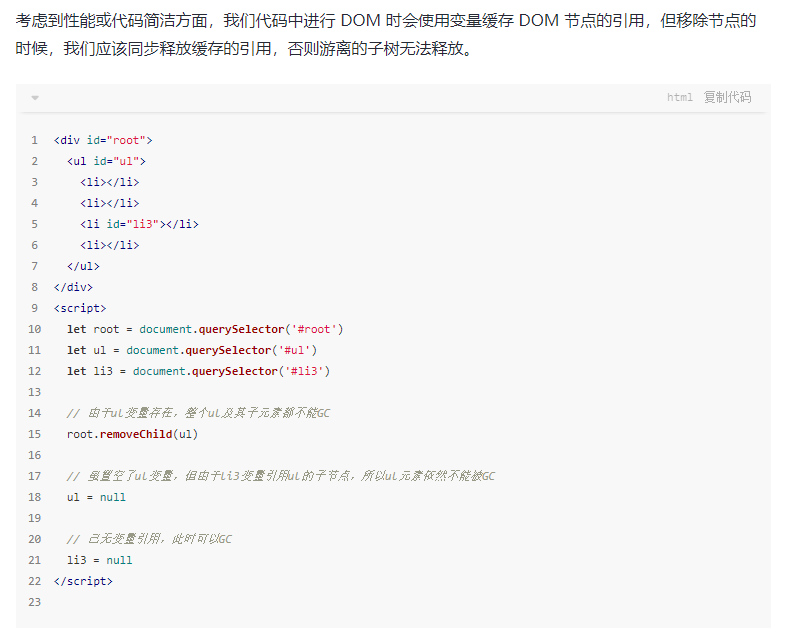 考虑到性能或代码简洁方面，我们代码中进行 DOM 时会使用变量缓存 DOM 节点的引用，但移除节点的
时候，我们应该同步释放缓存的引用，否则游离的子树无法释放。
html 复制代码
1 <div id="root">
2   <ul id="ul">
3     <li></li>
4     <li></li>
5     <li id="li3"></li>
6     <li></li>
7   </ul>
8 </div>
9 <script>
10   let root = document.querySelector('#root')
11   let ul = document.querySelector('#ul')
12   let li3 = document.querySelector('#li3')
13
14   // 由于ul变量存在，整个ul及其子元素都不能GC
15   root.removeChild(ul)
16
17   // 虽置空了ul变量，但由于li3变量引用ul的子节点，所以ul元素依然不能被GC
18   ul = null
19
20   // 已无变量引用，此时可以GC
21   li3 = null
22 </script>
23